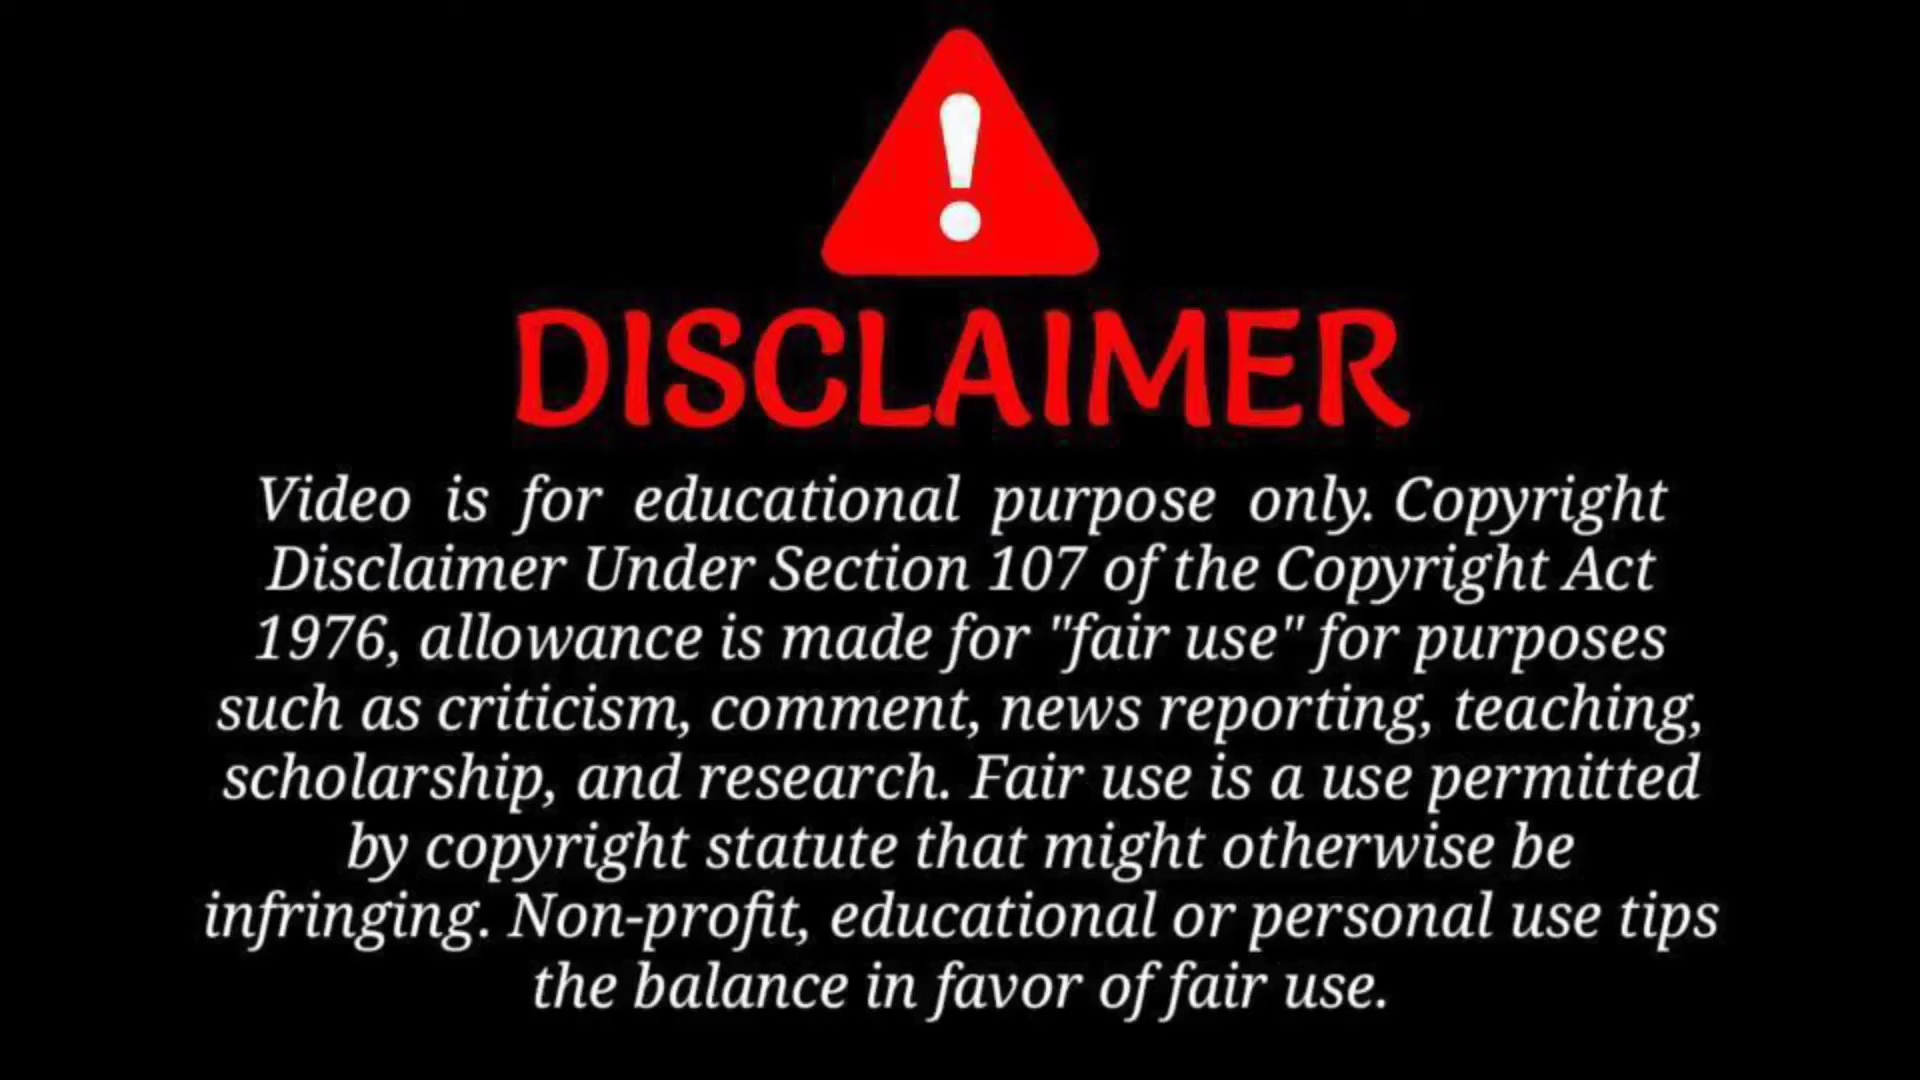 DISCLAIMER
Video is for educational purpose only. Copyright
Disclaimer Under Section 107 of the Copyright Act
1976, allowance is made for "fair use" for purposes
such as criticism, comment, news reporting, teaching,
scholarship, and research. Fair use is a use permitted
by copyright statute that might otherwise be
infringing. Non-profit, educational or personal use tips
the balance in favor of fair use.